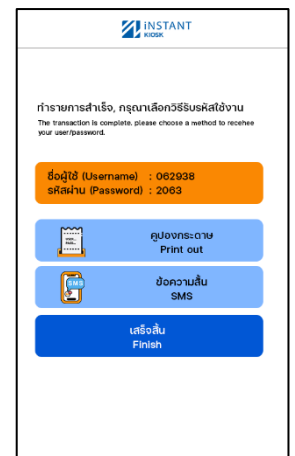 iNSTANT
KIOSK
ทำรายการสำเร็จ, กรุณาเลือกวิธีรับรหัสใช้งาน
The transaction is complete, please choose a method to recehee
your user/password.
ชื่อผู้ใช้ (Username) : 062938
รหัสผ่าน (Password) : 2063
คูปองกระดาษ
Print out
SMS
ข้อความสั้น
SMS
เสร็จสิ้น
Finish